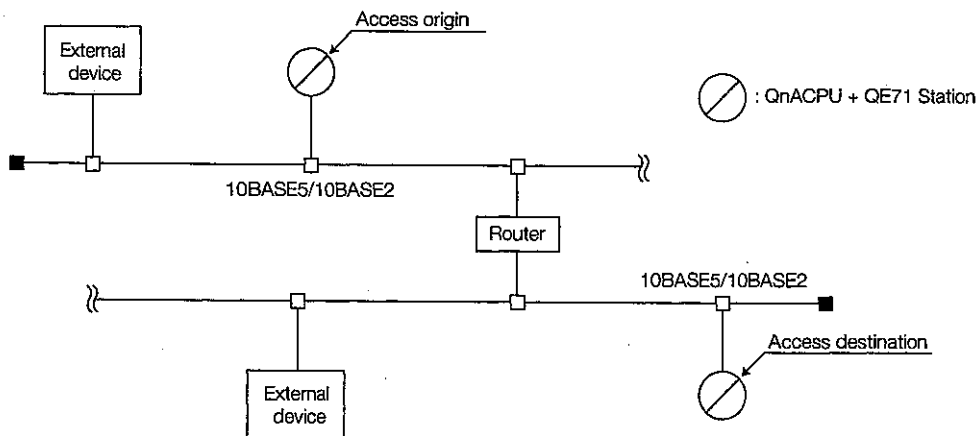 Access origin
External
device
: QnACPU + QE71 Station
10BASE5/10BASE2
Router
10BASE5/10BASE2
Access destination
External
device